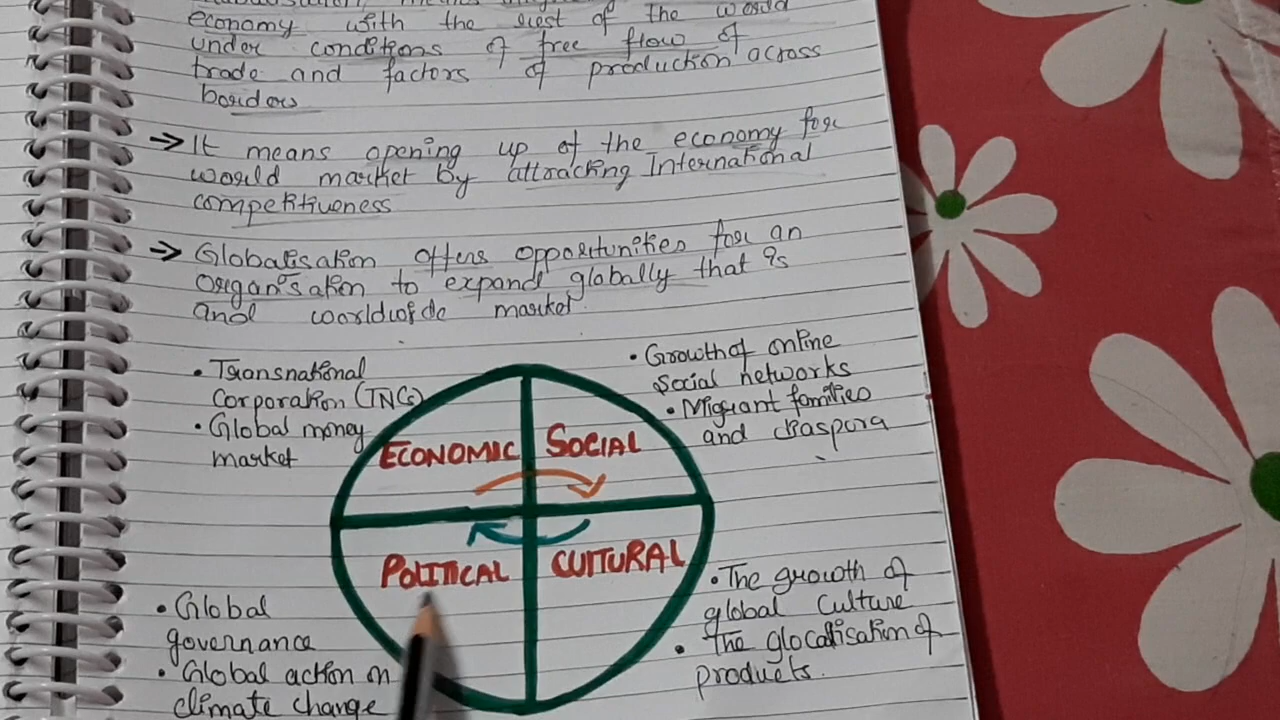 economy with the rest of the world
under conditions of free flow of
trade and factors of production across
borders
→ It means opening up of the economy for
world market by attracting International
competitiveness
→ Globalisation offers opportunities for an
organisation to expand globally that is
and worldwide market.
• Transnational
Corporation (TNCs)
• Global money
market
• Growth of online
Social networks
• Migrant families
and diaspora
ECONOMIC
SOCIAL
POLITICAL
CULTURAL
• Global
governance
• Global action on
climate change
• The growth of
global culture
• The glocalisation of
products.